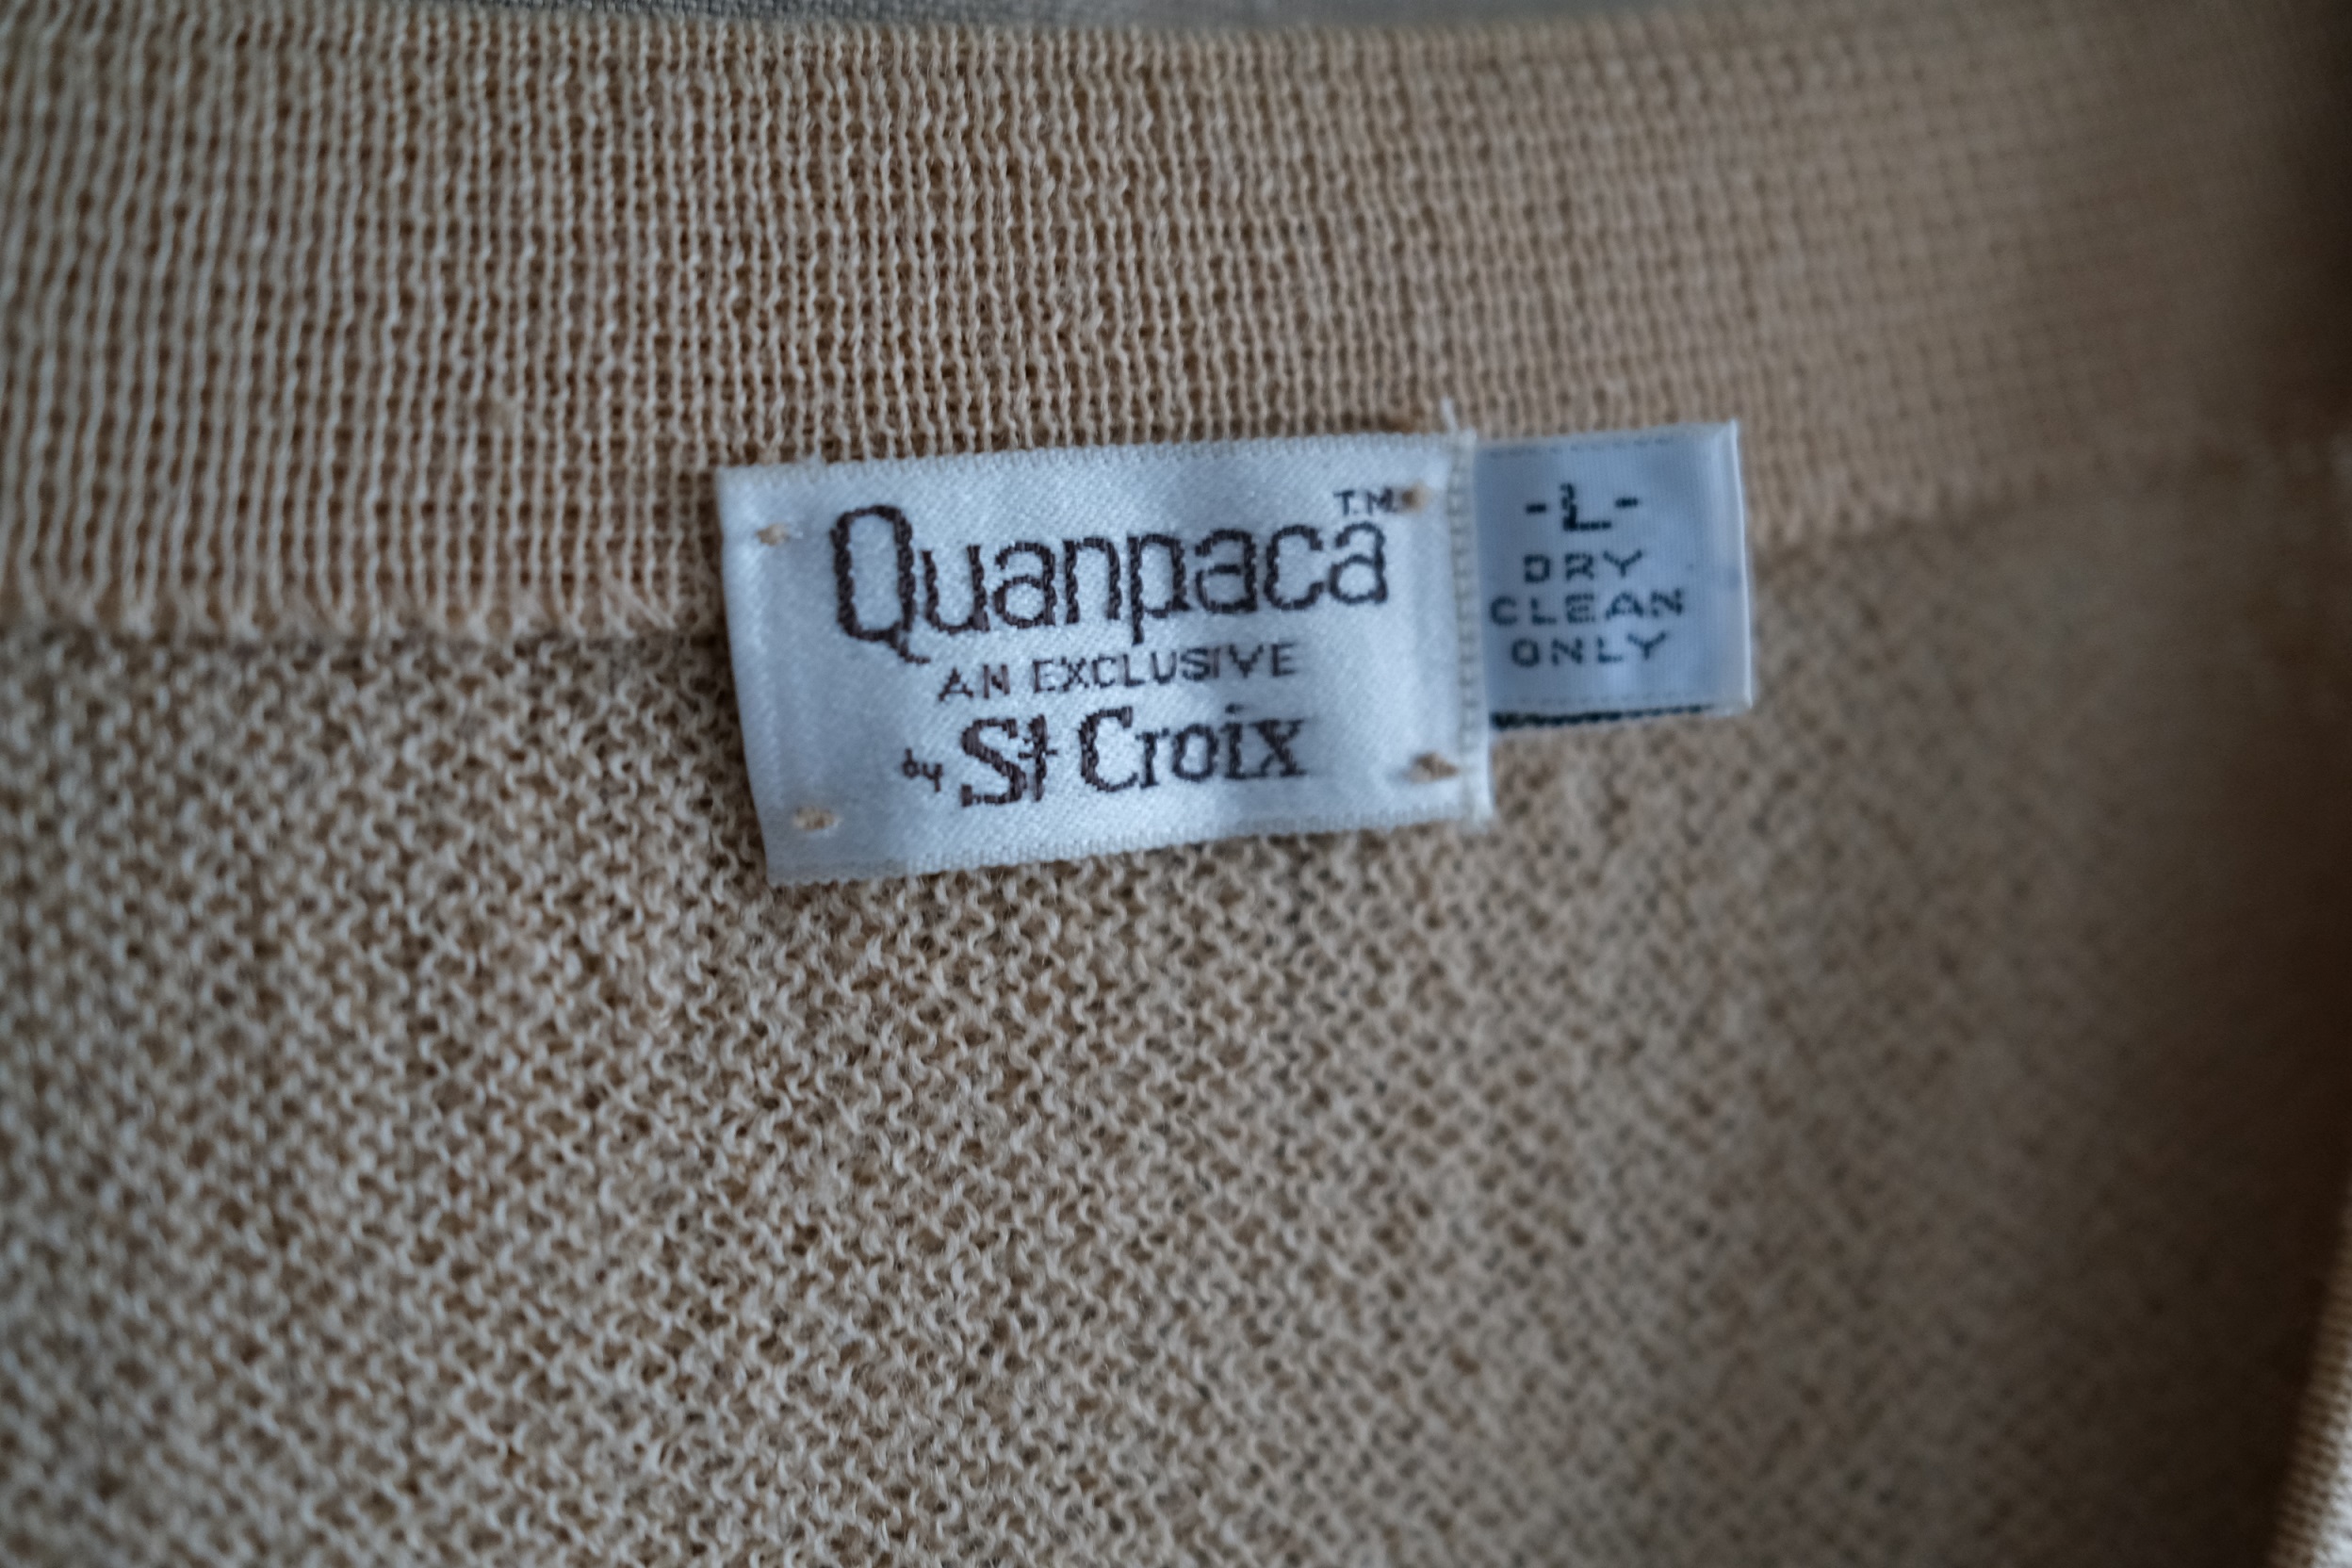 Quanpaca T.M.
AN EXCLUSIVE
by St Croix
-L-
DRY
CLEAN
ONLY